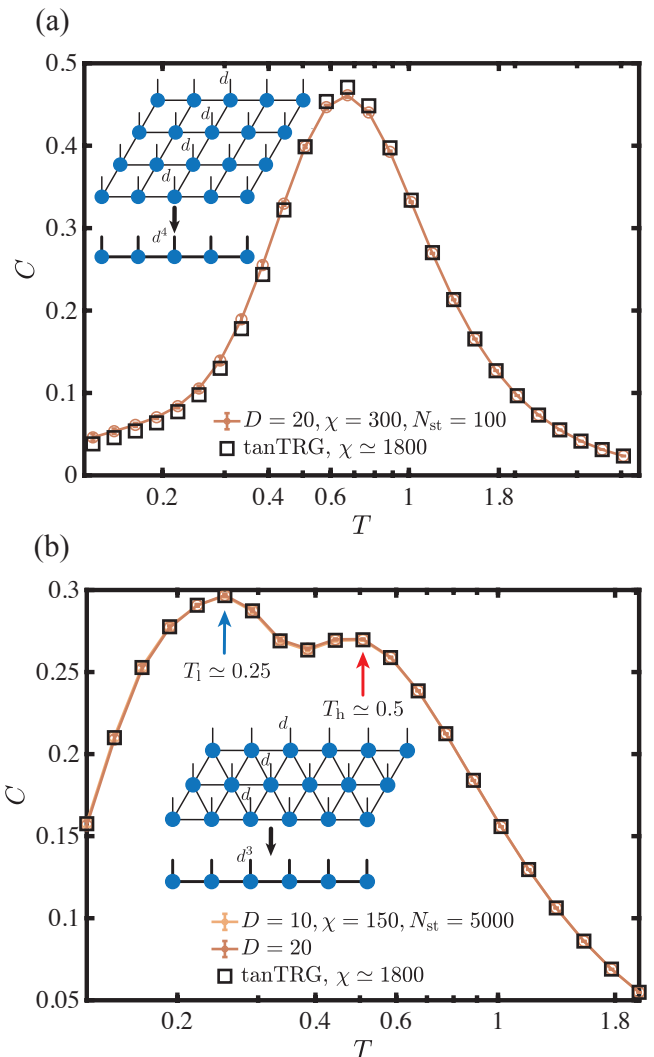 (a)
0.5
0.4
0.3
0.2
0.1
0
C
d
d
d
d
d⁴
D = 20, χ = 300, N_st = 100
tanTRG, χ ≃ 1800
0.2 0.4 0.6 1 1.8
T
(b)
0.3
0.25
0.2
0.15
0.1
0.05
C
T_l ≃ 0.25
T_h ≃ 0.5
d
d
d
d³
D = 10, χ = 150, N_st = 5000
D = 20
tanTRG, χ ≃ 1800
0.2 0.4 0.6 1 1.8
T